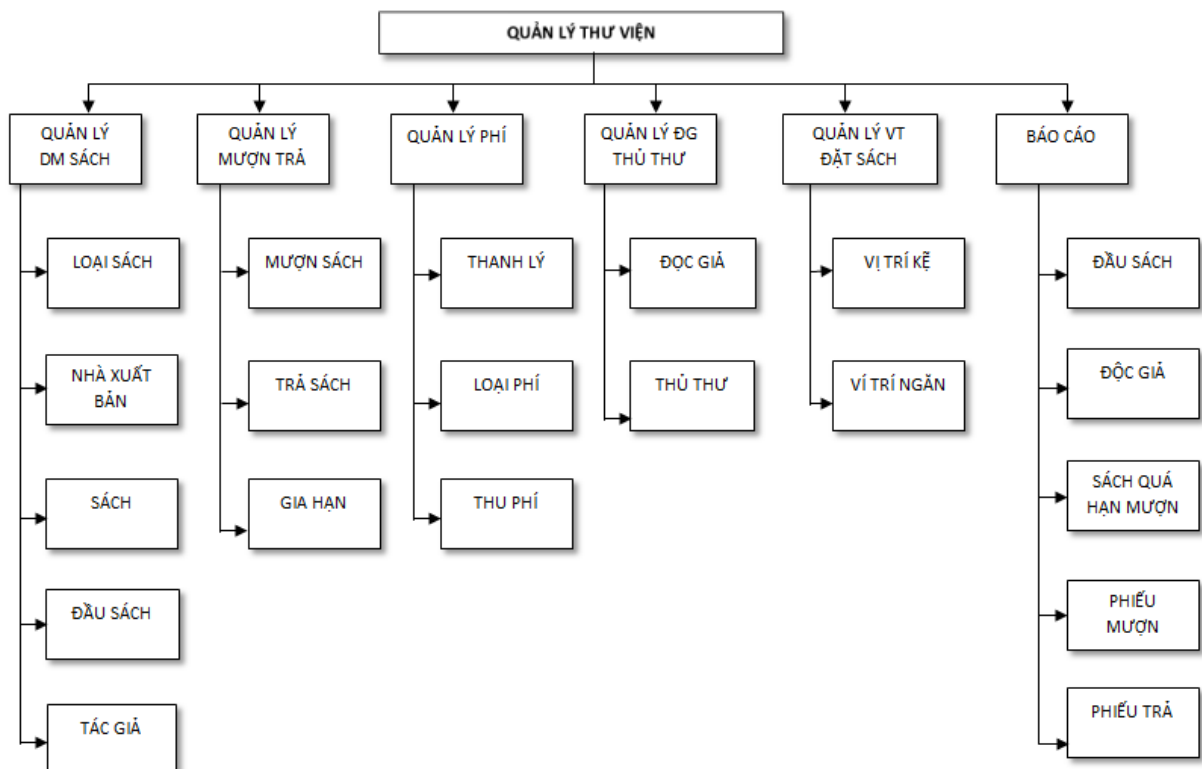 QUẢN LÝ THƯ VIỆN
QUẢN LÝ
DM SÁCH
QUẢN LÝ
MƯỢN TRẢ
QUẢN LÝ PHÍ
QUẢN LÝ ĐG
THỦ THƯ
QUẢN LÝ VT
ĐẶT SÁCH
BÁO CÁO
LOẠI SÁCH
NHÀ XUẤT
BẢN
SÁCH
ĐẦU SÁCH
TÁC GIẢ
MƯỢN SÁCH
TRẢ SÁCH
GIA HẠN
THANH LÝ
LOẠI PHÍ
THU PHÍ
ĐỌC GIẢ
THỦ THƯ
VỊ TRÍ KẼ
VÍ TRÍ NGĂN
ĐẦU SÁCH
ĐỘC GIẢ
SÁCH QUÁ
HẠN MƯỢN
PHIẾU
MƯỢN
PHIẾU TRẢ